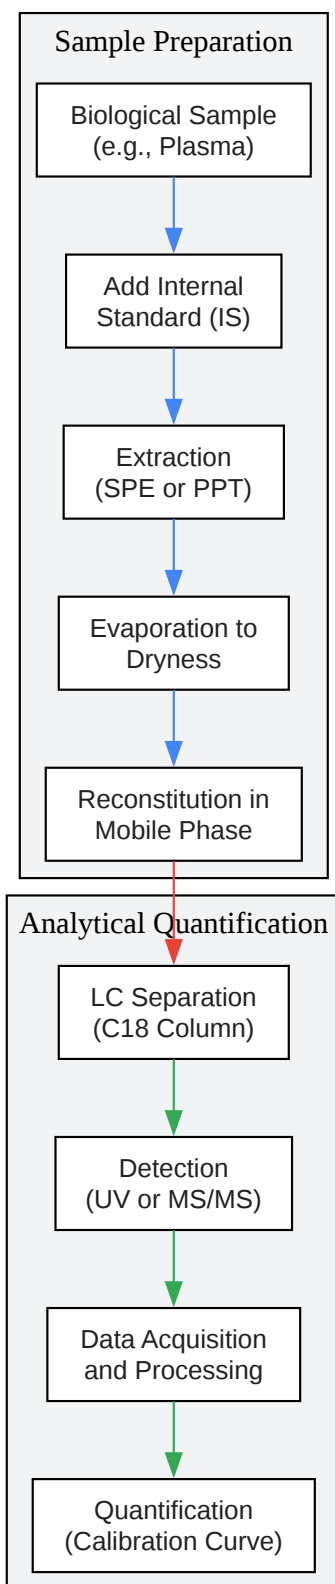 Sample Preparation
Biological Sample
(e.g., Plasma)
Add Internal
Standard (IS)
Extraction
(SPE or PPT)
Evaporation to
Dryness
Reconstitution in
Mobile Phase
Analytical Quantification
LC Separation
(C18 Column)
Detection
(UV or MS/MS)
Data Acquisition
and Processing
Quantification
(Calibration Curve)